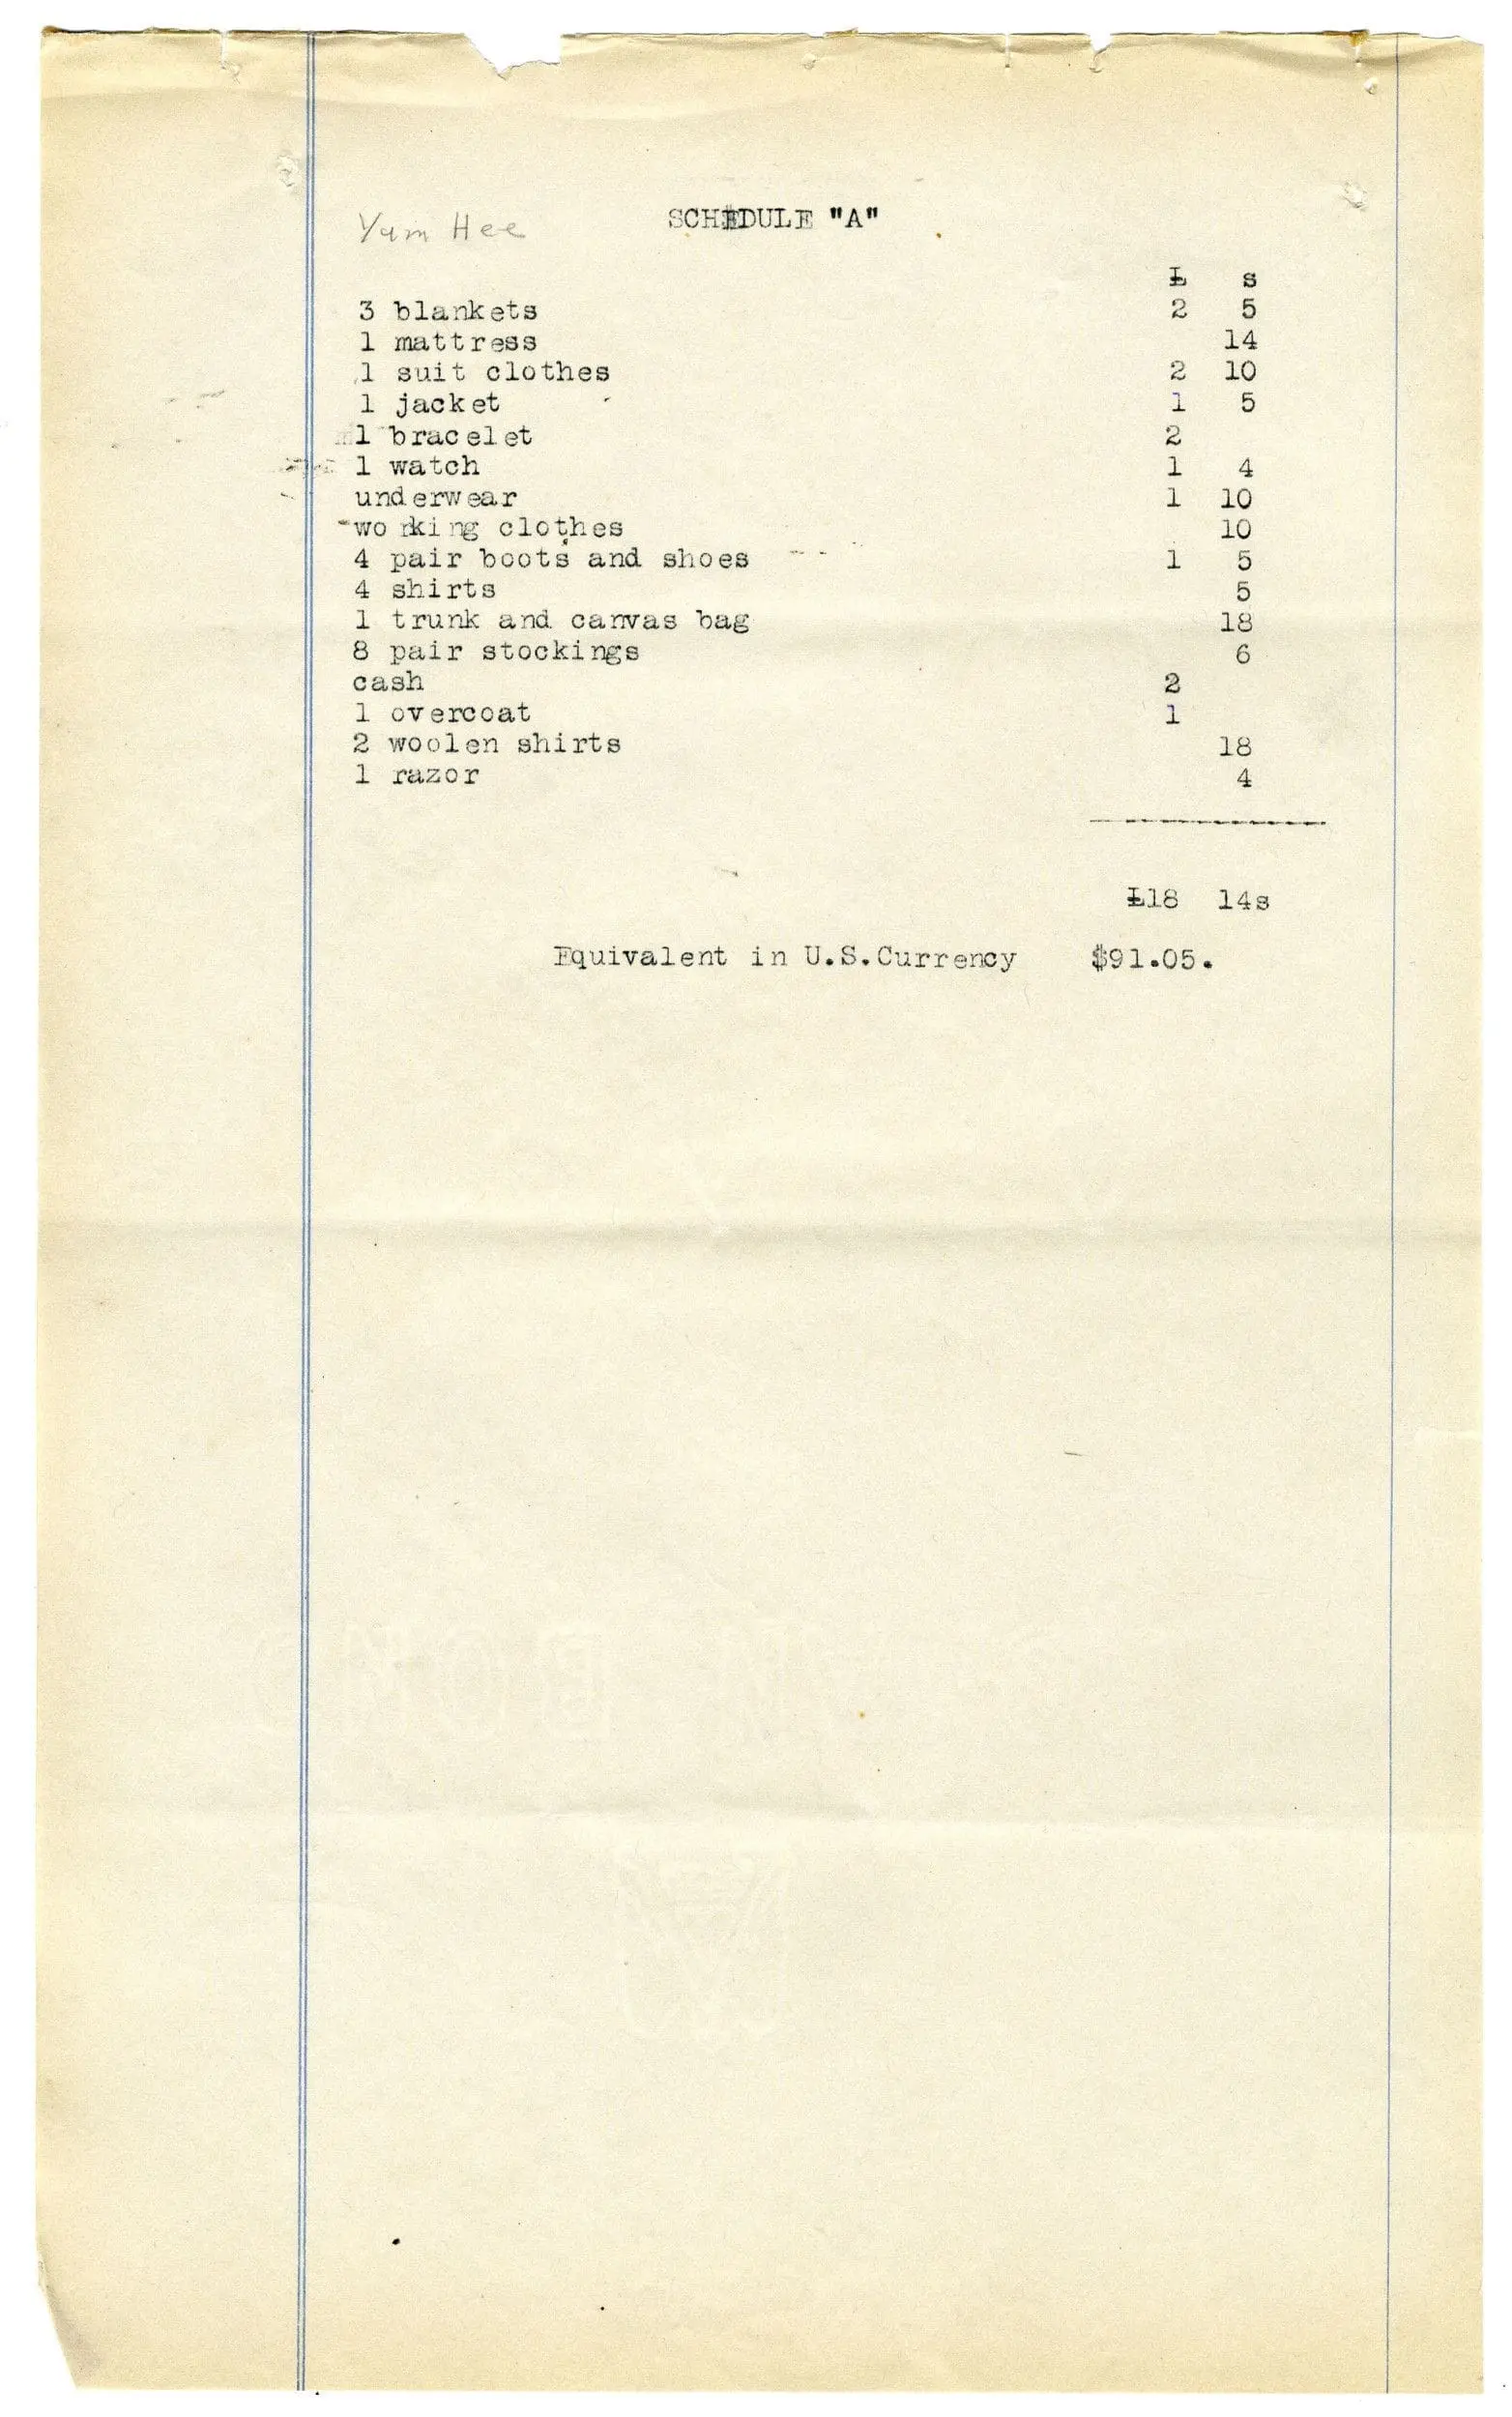 Yum Hee
SCHEDULE "A"
£ s
3 blankets 2 5
1 mattress 14
1 suit clothes 2 10
1 jacket 1 5
1 bracelet 2
1 watch 1 4
underwear 1 10
working clothes 10
4 pair boots and shoes 1 5
4 shirts 5
1 trunk and canvas bag 18
8 pair stockings 6
cash 2
1 overcoat 1
2 woolen shirts 18
1 razor 4
£18 14s
Equivalent in U.S.Currency $91.05.